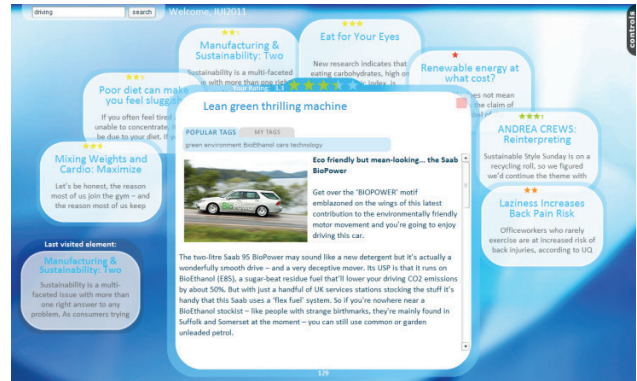 driving
search
Welcome, IUI2011
controls
Manufacturing &
Sustainability: Two
Sustainability is a multi-faceted
issue with more than one right
Eat for Your Eyes
New research indicates that
eating carbohydrates, high on
Index, is
Renewable energy at
what cost?
does not mean
the claim of
Poor diet can make
you feel sluggish
If you often feel tired
unable to concentrate, it
be due to your diet. If y
Your Rating:
Lean green thrilling machine
POPULAR TAGS
MY TAGS
green environment BioEthanol cars technology
Eco friendly but mean-looking... the Saab
BioPower
Get over the 'BIOPOWER' motif
emblazoned on the wings of this latest
contribution to the environmentally friendly
motor movement and you're going to enjoy
driving this car.
The two-litre Saab 95 BioPower may sound like a new detergent but it's actually a
wonderfully smooth drive – and a very deceptive mover. Its USP is that it runs on
BioEthanol (E85), a sugar-beat residue fuel that'll lower your driving CO2 emissions
by about 50%. But with just a handful of UK services stations stocking the stuff it's
handy that this Saab uses a 'flex fuel' system. So if you're nowhere near a
BioEthanol stockist – like people with strange birthmarks, they're mainly found in
Suffolk and Somerset at the moment – you can still use common or garden
unleaded petrol.
129
Mixing Weights and
Cardio: Maximize
Let's be honest, the reason
most of us join the gym – and
the reason most of us keep
ANDREA CREWS:
Reinterpreting
Sustainable Style Sunday is on a
recycling roll, so we figured
we'd continue the theme with
Laziness Increases
Back Pain Risk
Officeworkers who rarely
exercise are at increased risk of
back injuries, according to UQ
Last visited element:
Manufacturing &
Sustainability: Two
Sustainability is a multi-
faceted issue with more than
one right answer to any
problem. As consumers trying